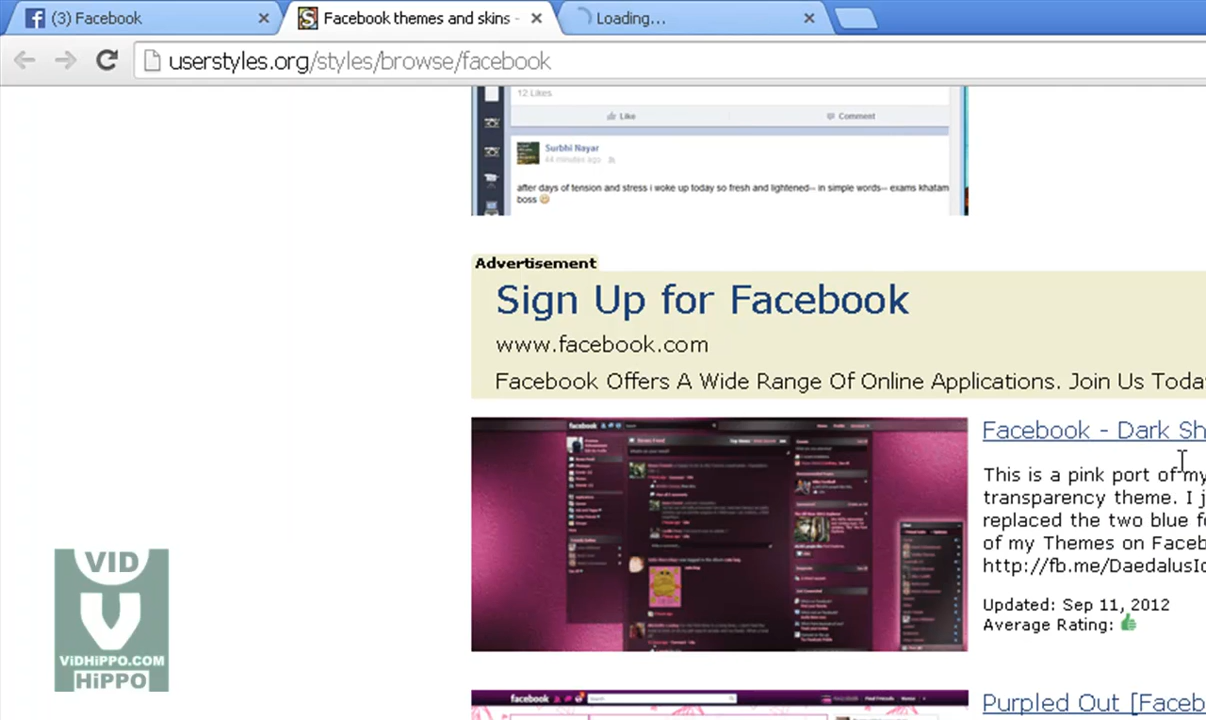 (3) Facebook
Facebook themes and skins -
Loading...
userstyles.org/styles/browse/facebook
12 Likes
Like
Comment
Surbhi Nayar
44 minutes ago
after days of tension and stress i woke up today so fresh and lightened-- in simple words-- exams khatam
boss
Advertisement
Sign Up for Facebook
www.facebook.com
Facebook Offers A Wide Range Of Online Applications. Join Us Toda
facebook
News Feed
Facebook - Dark Sh
This is a pink port of my
transparency theme. I j
replaced the two blue f
of my Themes on Faceb
http://fb.me/DaedalusI
Updated: Sep 11, 2012
Average Rating:
facebook
Purpled Out [Faceb
VID
VIDHIPPO.COM
HIPPO